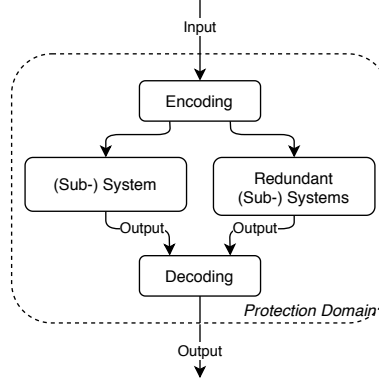 Input
Encoding
(Sub-) System
Redundant
(Sub-) Systems
Output
Output
Decoding
Protection Domain
Output